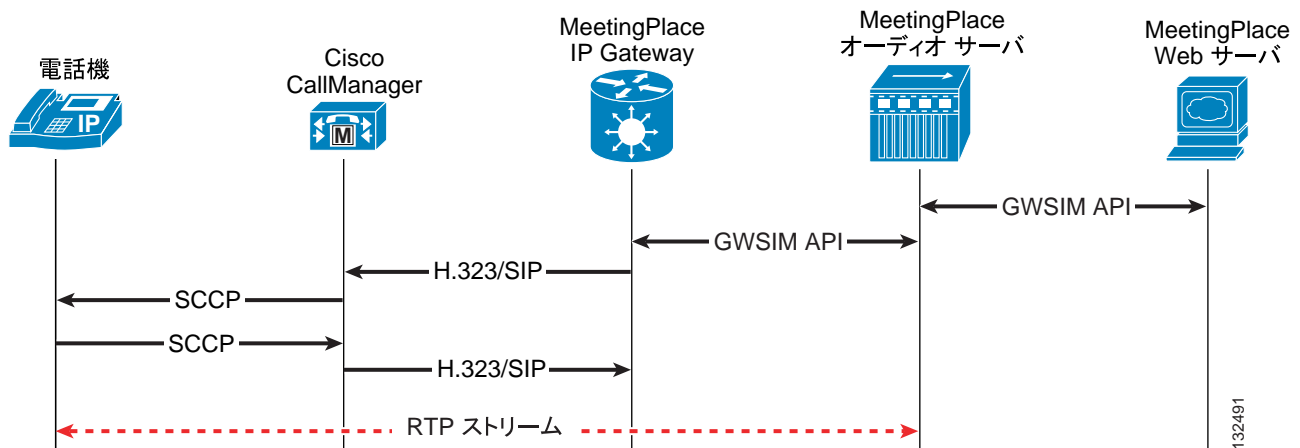 電話機
Cisco
CallManager
MeetingPlace
IP Gateway
MeetingPlace
オーディオ サーバ
MeetingPlace
Web サーバ
IP
M
GWSIM API
GWSIM API
H.323/SIP
SCCP
SCCP
H.323/SIP
RTP ストリーム
132491